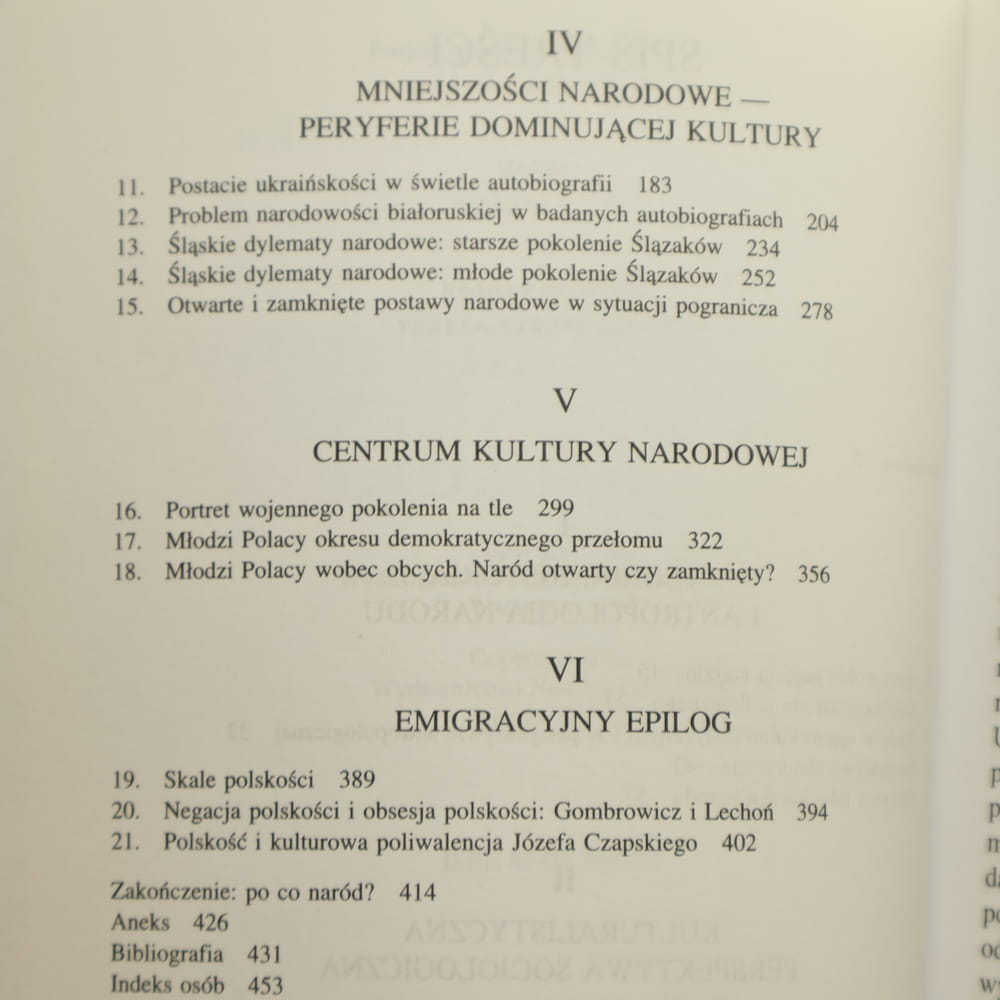 IV
MNIEJSZOŚCI NARODOWE —
PERYFERIE DOMINUJĄCEJ KULTURY
11. Postacie ukraińskości w świetle autobiografii 183
12. Problem narodowości białoruskiej w badanych autobiografiach 204
13. Śląskie dylematy narodowe: starsze pokolenie Ślązaków 234
14. Śląskie dylematy narodowe: młode pokolenie Ślązaków 252
15. Otwarte i zamknięte postawy narodowe w sytuacji pogranicza 278
V
CENTRUM KULTURY NARODOWEJ
16. Portret wojennego pokolenia na tle 299
17. Młodzi Polacy okresu demokratycznego przełomu 322
18. Młodzi Polacy wobec obcych. Naród otwarty czy zamknięty? 356
VI
EMIGRACYJNY EPILOG
19. Skale polskości 389
20. Negacja polskości i obsesja polskości: Gombrowicz i Lechoń 394
21. Polskość i kulturowa poliwalencja Józefa Czapskiego 402
Zakończenie: po co naród? 414
Aneks 426
Bibliografia 431
Indeks osób 453